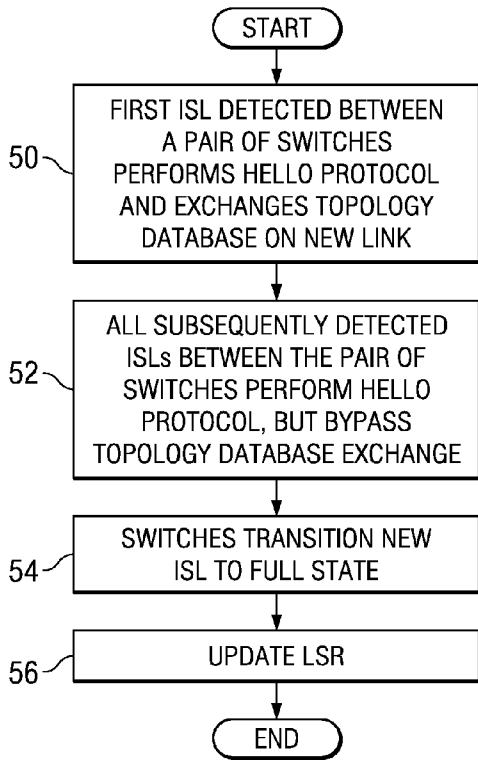 START
50
FIRST ISL DETECTED BETWEEN
A PAIR OF SWITCHES
PERFORMS HELLO PROTOCOL
AND EXCHANGES TOPOLOGY
DATABASE ON NEW LINK
52
ALL SUBSEQUENTLY DETECTED
ISLs BETWEEN THE PAIR OF
SWITCHES PERFORM HELLO
PROTOCOL, BUT BYPASS
TOPOLOGY DATABASE EXCHANGE
54
SWITCHES TRANSITION NEW
ISL TO FULL STATE
56
UPDATE LSR
END